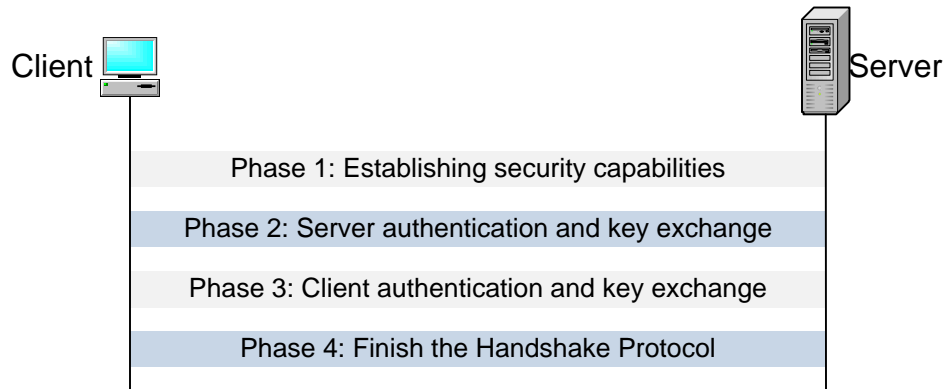 Client
Server
Phase 1: Establishing security capabilities
Phase 2: Server authentication and key exchange
Phase 3: Client authentication and key exchange
Phase 4: Finish the Handshake Protocol